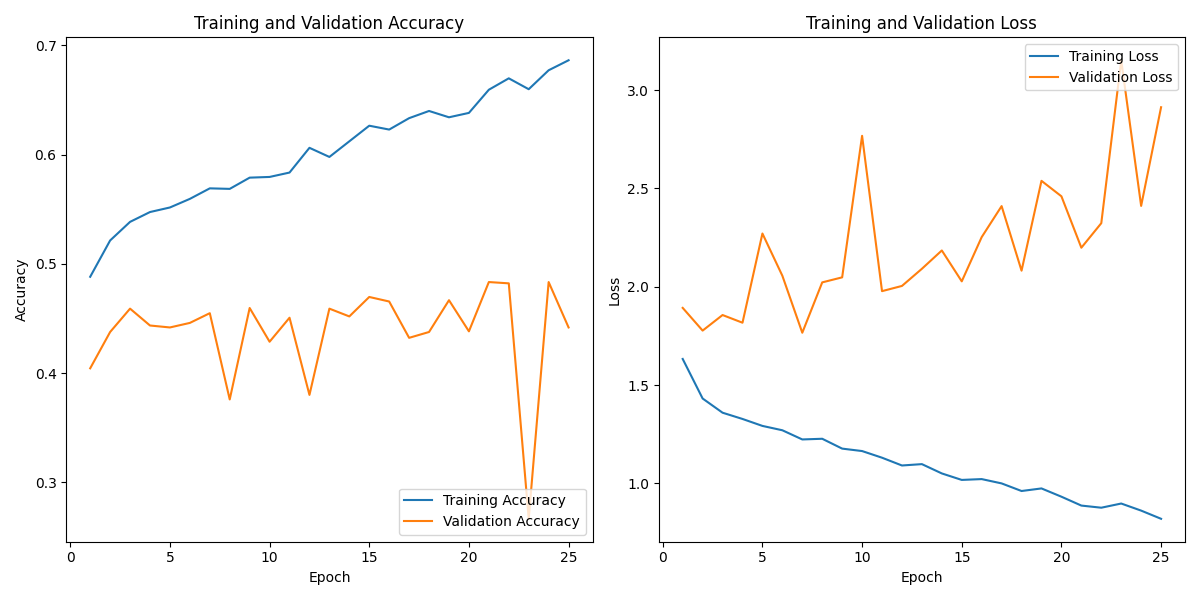 Training and Validation Accuracy
0.7
0.6
0.5
0.4
0.3
Accuracy
0
5
10
15
20
25
Epoch
Training Accuracy
Validation Accuracy
Training and Validation Loss
3.0
2.5
2.0
1.5
1.0
Loss
0
5
10
15
20
25
Epoch
Training Loss
Validation Loss